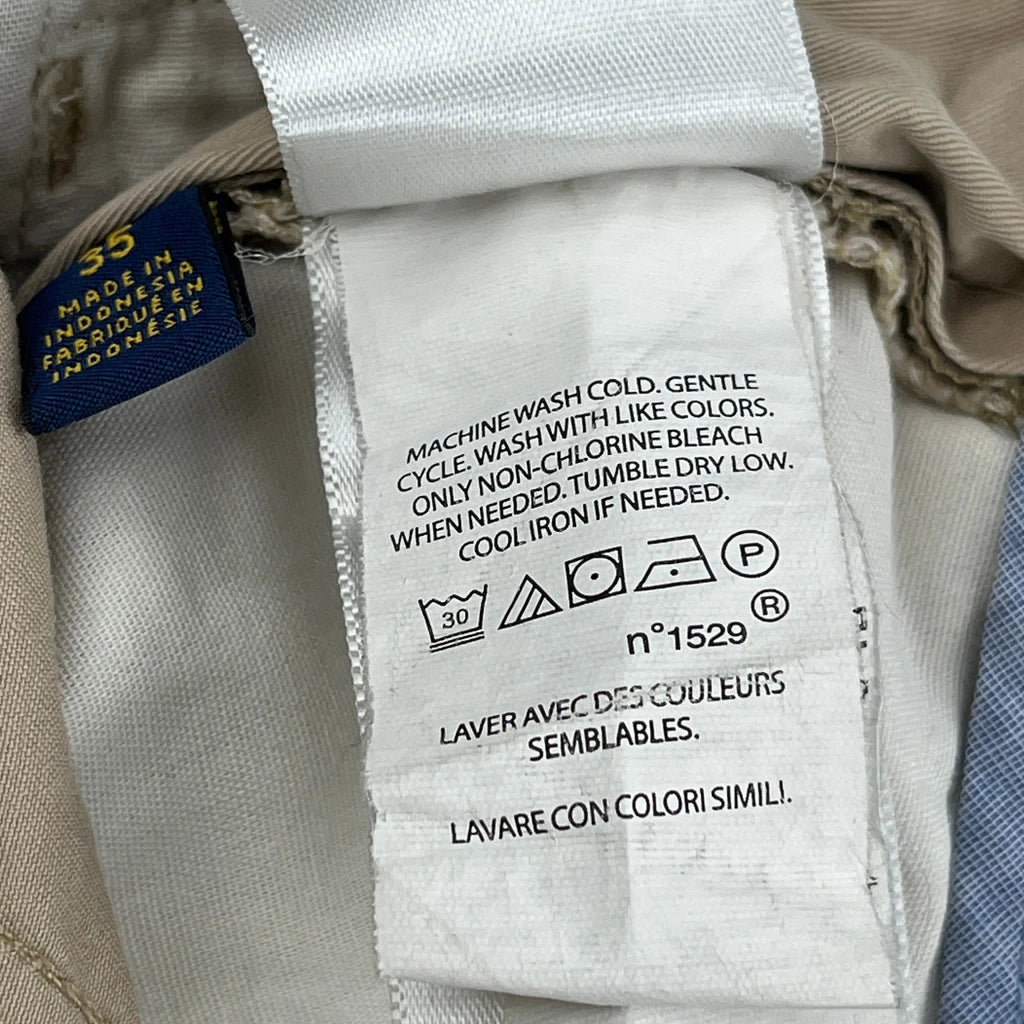 35
MADE IN
INDONESIA
FABRIQUÉ EN
INDONÉSIE
MACHINE WASH COLD. GENTLE
CYCLE. WASH WITH LIKE COLORS.
ONLY NON-CHLORINE BLEACH
WHEN NEEDED. TUMBLE DRY LOW.
COOL IRON IF NEEDED.
30
P
®
n°1529
LAVER AVEC DES COULEURS
SEMBLABLES.
LAVARE CON COLORI SIMILI.